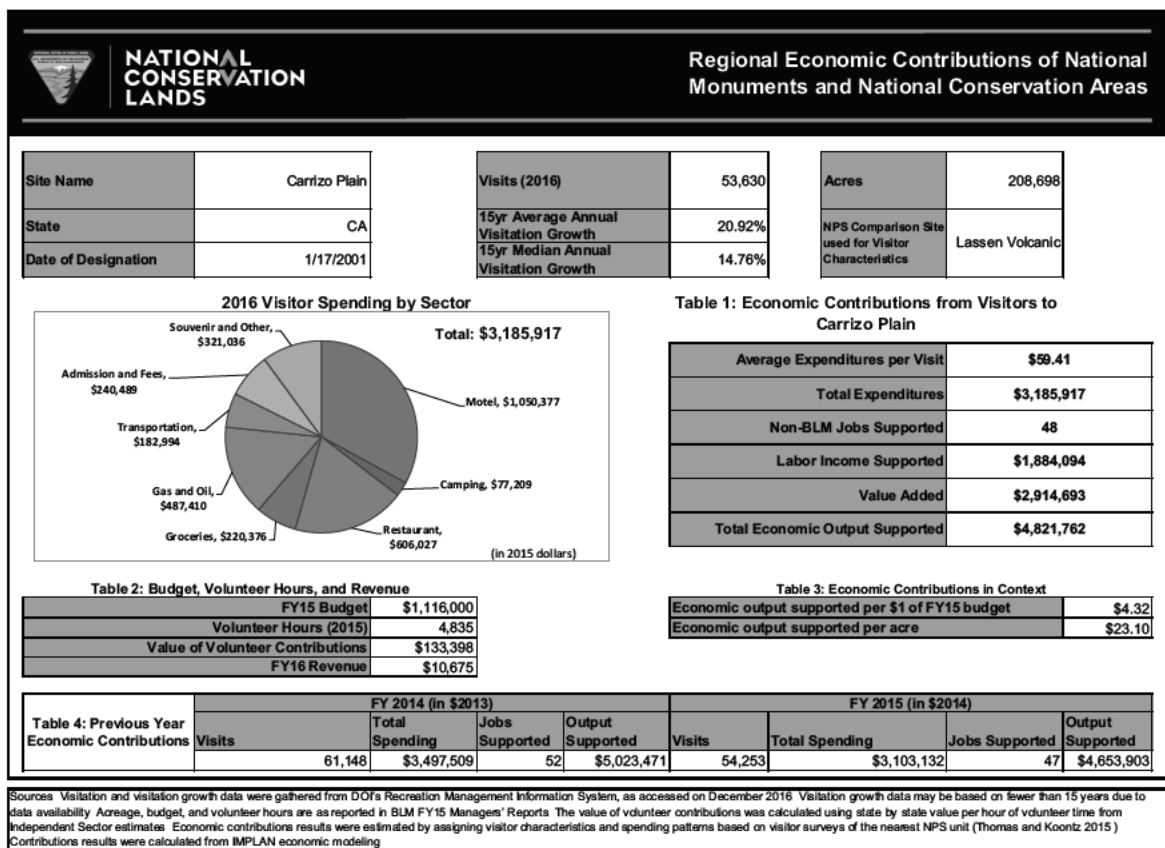 NATIONAL
CONSERVATION
LANDS
Regional Economic Contributions of National
Monuments and National Conservation Areas
Site Name Carrizo Plain
State CA
Date of Designation 1/17/2001
Visits (2016) 53,630
15yr Average Annual
Visitation Growth 20.92%
15yr Median Annual
Visitation Growth 14.76%
Acres 208,698
NPS Comparison Site
used for Visitor
Characteristics Lassen Volcanic
2016 Visitor Spending by Sector
Total: $3,185,917
Souvenir and Other,
$321,036
Admission and Fees,
$240,489
Transportation,
$182,994
Gas and Oil,
$487,410
Groceries, $220,376
Motel, $1,050,377
Camping, $77,209
Restaurant,
$606,027
(in 2015 dollars)
Table 1: Economic Contributions from Visitors to
Carrizo Plain
Average Expenditures per Visit $59.41
Total Expenditures $3,185,917
Non-BLM Jobs Supported 48
Labor Income Supported $1,884,094
Value Added $2,914,693
Total Economic Output Supported $4,821,762
Table 2: Budget, Volunteer Hours, and Revenue
FY15 Budget $1,116,000
Volunteer Hours (2015) 4,835
Value of Volunteer Contributions $133,398
FY16 Revenue $10,675
Table 3: Economic Contributions in Context
Economic output supported per $1 of FY15 budget $4.32
Economic output supported per acre $23.10
Table 4: Previous Year
Economic Contributions
FY 2014 (in $2013) FY 2015 (in $2014)
Visits Total Spending Jobs Supported Output Supported Visits Total Spending Jobs Supported Output Supported
61,148 $3,497,509 52 $5,023,471 54,253 $3,103,132 47 $4,653,903
Sources Visitation and visitation growth data were gathered from DOI's Recreation Management Information System, as accessed on December 2016 Visitation growth data may be based on fewer than 15 years due to
data availability Acreage, budget, and volunteer hours are as reported in BLM FY15 Managers' Reports The value of volunteer contributions was calculated using state by state value per hour of volunteer time from
Independent Sector estimates Economic contributions results were estimated by assigning visitor characteristics and spending patterns based on visitor surveys of the nearest NPS unit (Thomas and Koontz 2015 )
Contributions results were calculated from IMPLAN economic modeling